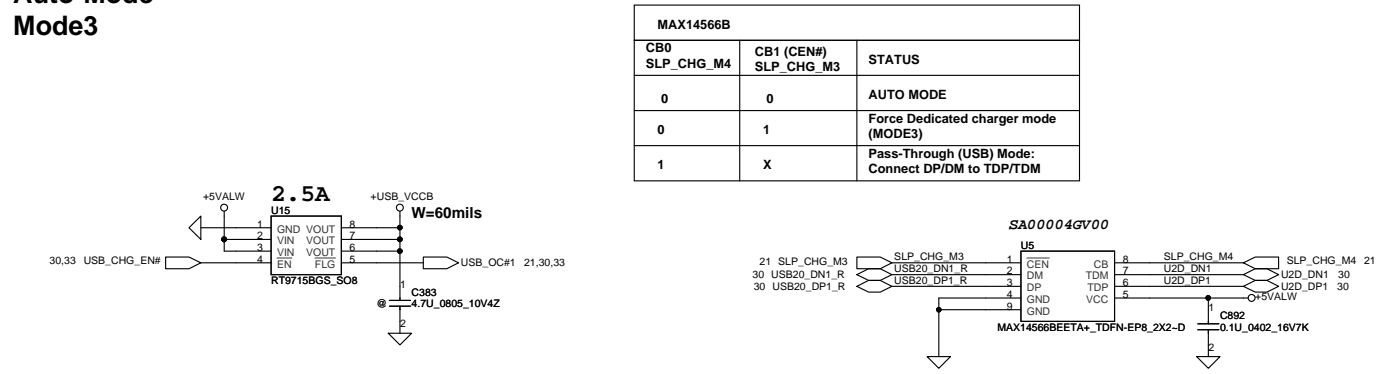 Mode3
MAX14566B
CB0
SLP_CHG_M4
CB1 (CEN#)
SLP_CHG_M3
STATUS
0
0
AUTO MODE
0
1
Force Dedicated charger mode
(MODE3)
1
X
Pass-Through (USB) Mode:
Connect DP/DM to TDP/TDM
+5VALW
2.5A
U15
+USB_VCCB
W=60mils
1 GND VOUT 8
2 VIN VOUT 7
3 VIN VOUT 6
30,33 USB_CHG_EN# 4 EN FLG 5 USB_OC#1 21,30,33
RT9715BGS_SO8
1
C383
@ 4.7U_0805_10V4Z
2
SA00004GV00
U5
21 SLP_CHG_M3 SLP_CHG_M3 1 CEN CB 8 SLP_CHG_M4 SLP_CHG_M4 21
30 USB20_DN1_R USB20_DN1_R 2 DM TDM 7 U2D_DN1 U2D_DN1 30
30 USB20_DP1_R USB20_DP1_R 3 DP TDP 6 U2D_DP1 U2D_DP1 30
4 GND VCC 5 +5VALW
9 GND
MAX14566BEETA+_TDFN-EP8_2X2~D
1
C892
0.1U_0402_16V7K
2